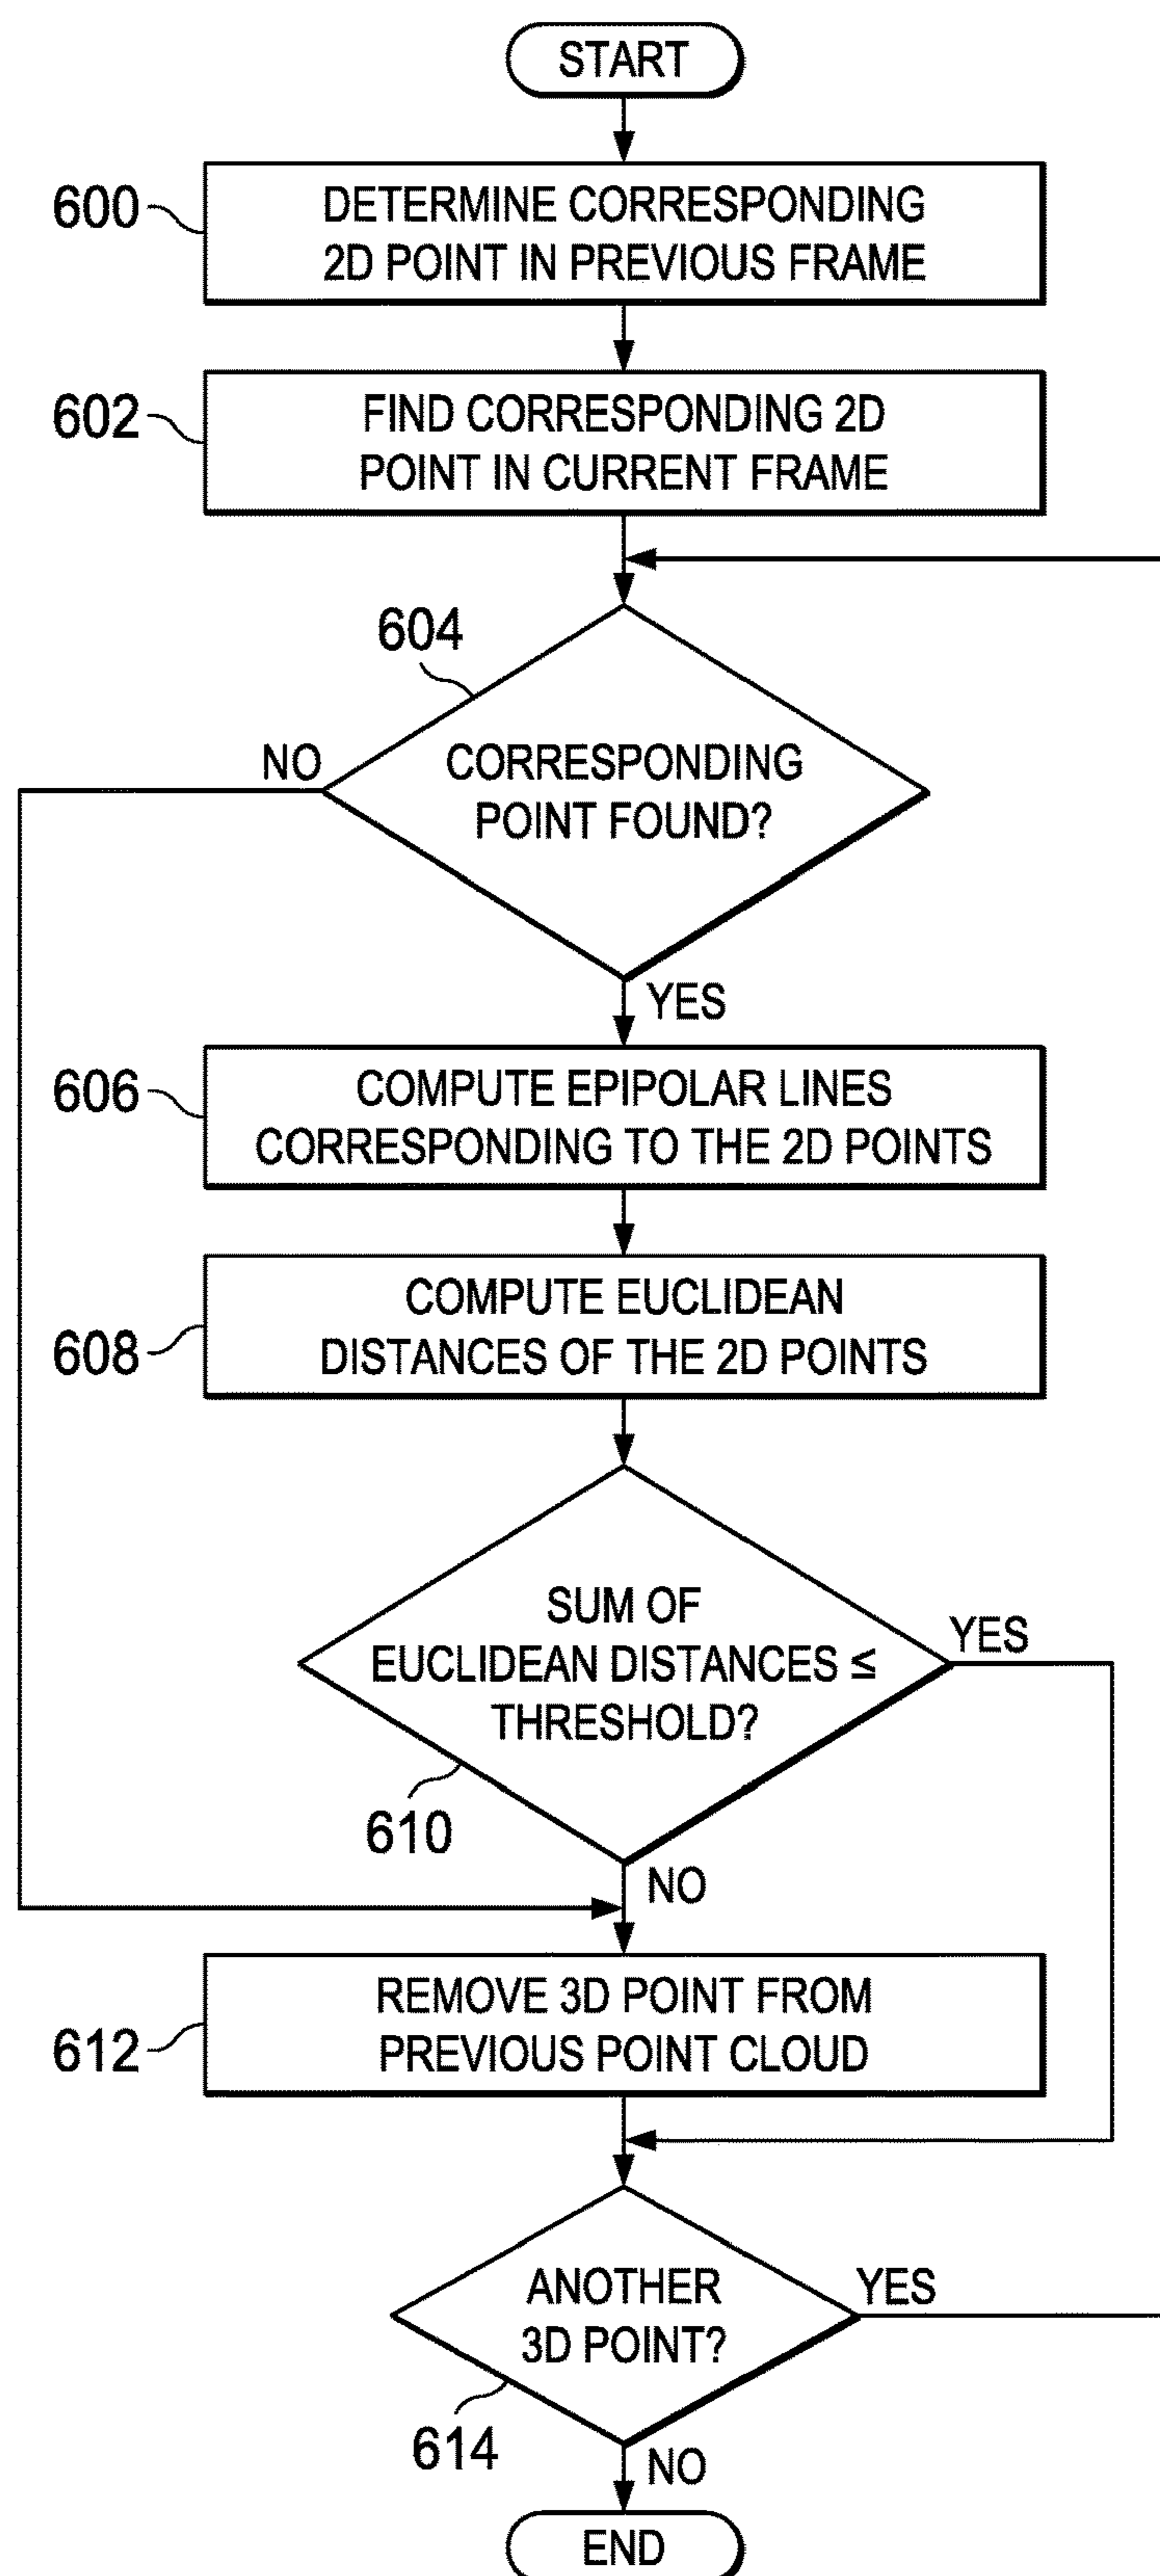 START
600
DETERMINE CORRESPONDING
2D POINT IN PREVIOUS FRAME
602
FIND CORRESPONDING 2D
POINT IN CURRENT FRAME
604
NO
CORRESPONDING
POINT FOUND?
YES
606
COMPUTE EPIPOLAR LINES
CORRESPONDING TO THE 2D POINTS
608
COMPUTE EUCLIDEAN
DISTANCES OF THE 2D POINTS
SUM OF
EUCLIDEAN DISTANCES ≤
THRESHOLD?
YES
610
NO
612
REMOVE 3D POINT FROM
PREVIOUS POINT CLOUD
ANOTHER
3D POINT?
YES
614
NO
END